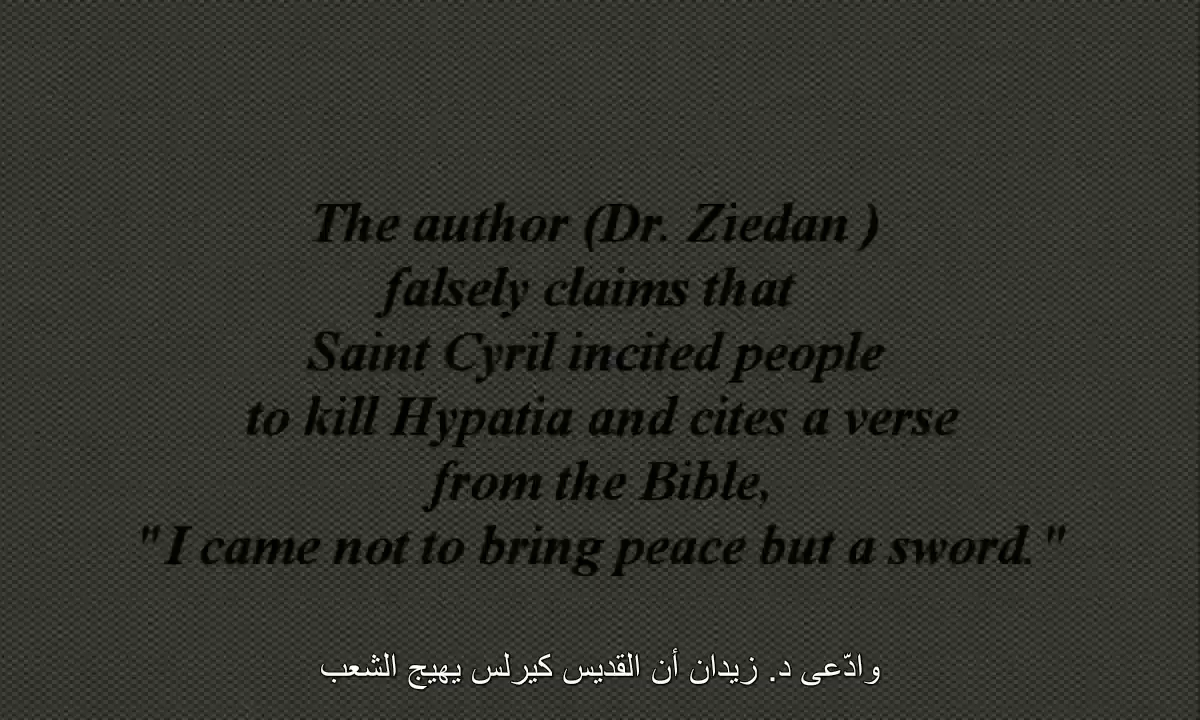 The author (Dr. Ziedan )
falsely claims that
Saint Cyril incited people
to kill Hypatia and cites a verse
from the Bible,
"I came not to bring peace but a sword."
وادّعى د. زيدان أن القديس كيرلس يهيج الشعب